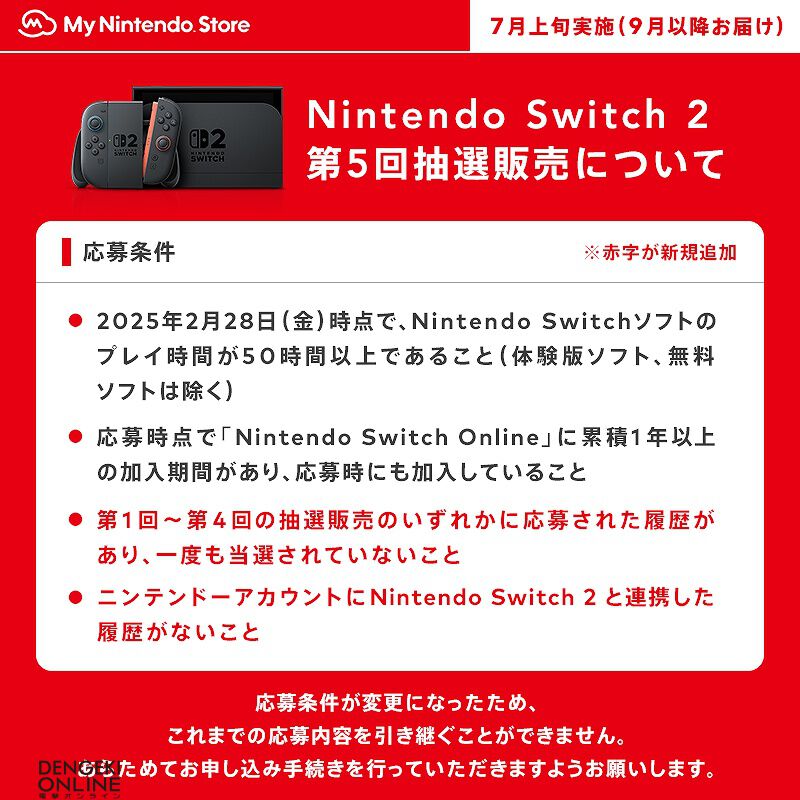 My Nintendo Store
7月上旬実施(9月以降お届け)
Nintendo Switch 2
第5回抽選販売について
2
NINTENDO
SWITCH
2
NINTENDO
SWITCH
応募条件
※赤字が新規追加
● 2025年2月28日(金)時点で、Nintendo Switchソフトの
プレイ時間が50時間以上であること(体験版ソフト、無料
ソフトは除く)
● 応募時点で「Nintendo Switch Online」に累積1年以上
の加入期間があり、応募時にも加入していること
● 第1回～第4回の抽選販売のいずれかに応募された履歴が
あり、一度も当選されていないこと
● ニンテンドーアカウントにNintendo Switch 2 と連携した
履歴がないこと
応募条件が変更になったため、
これまでの応募内容を引き継ぐことができません。
ためてお申し込み手続きを行っていただきますようお願いします。
DENGEKI
ONLINE
電撃オンライン